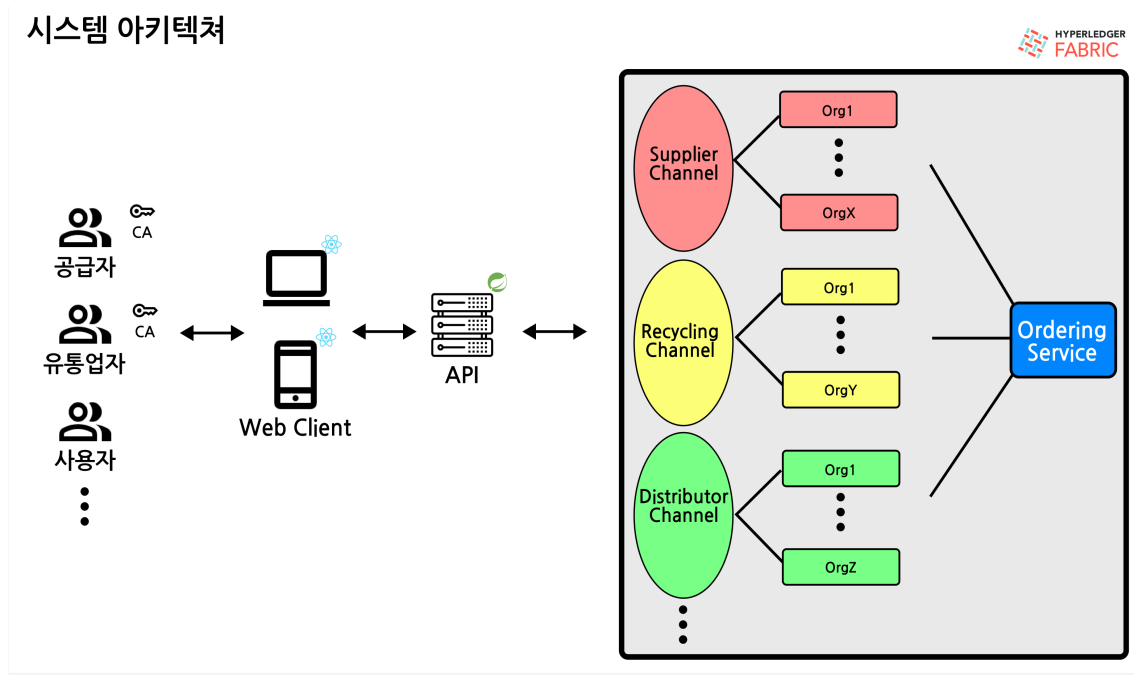 시스템 아키텍쳐
HYPERLEDGER
FABRIC
CA
공급자
CA
유통업자
사용자
Web Client
API
Supplier
Channel
Org1
OrgX
Recycling
Channel
Org1
OrgY
Distributor
Channel
Org1
OrgZ
Ordering
Service